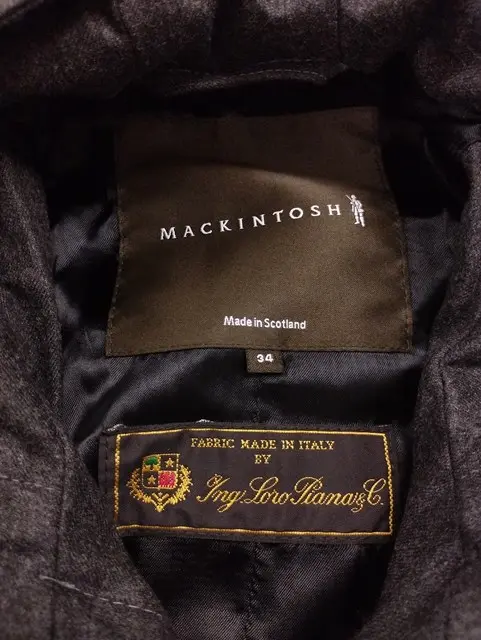 MACKINTOSH
Made in Scotland
34
FABRIC MADE IN ITALY
BY
Ing. Loro Piana & C.